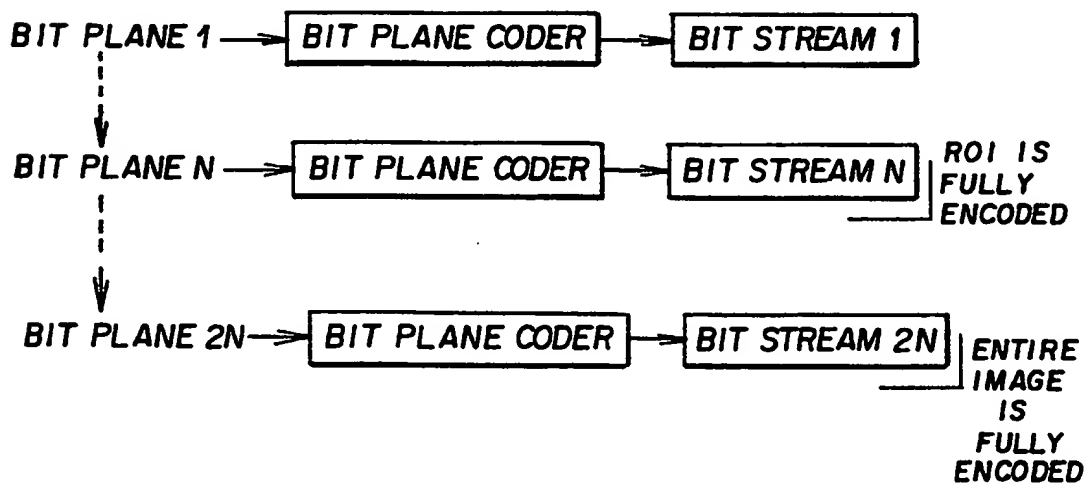 BIT PLANE 1
BIT PLANE CODER
BIT STREAM 1
BIT PLANE N
BIT PLANE CODER
BIT STREAM N
ROI IS
FULLY
ENCODED
BIT PLANE 2N
BIT PLANE CODER
BIT STREAM 2N
ENTIRE
IMAGE
IS
FULLY
ENCODED